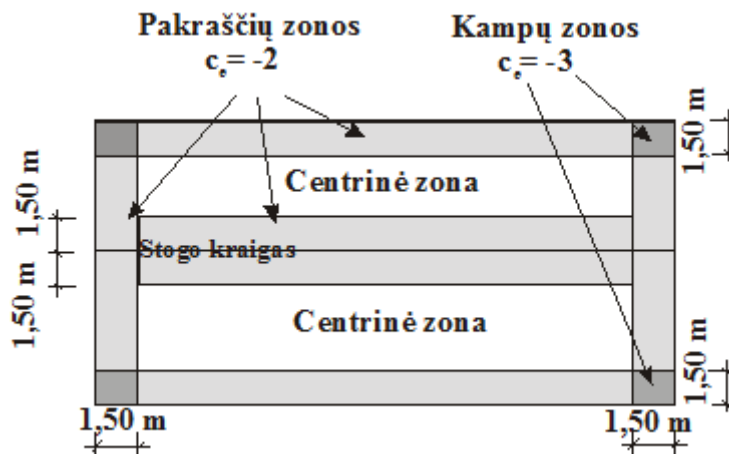 Pakraščių zonos
cₑ= -2
Kampų zonos
cₑ= -3
1,50 m
Centrinė zona
1,50 m
Stogo kraigas
1,50 m
Centrinė zona
1,50 m
1,50 m
1,50 m